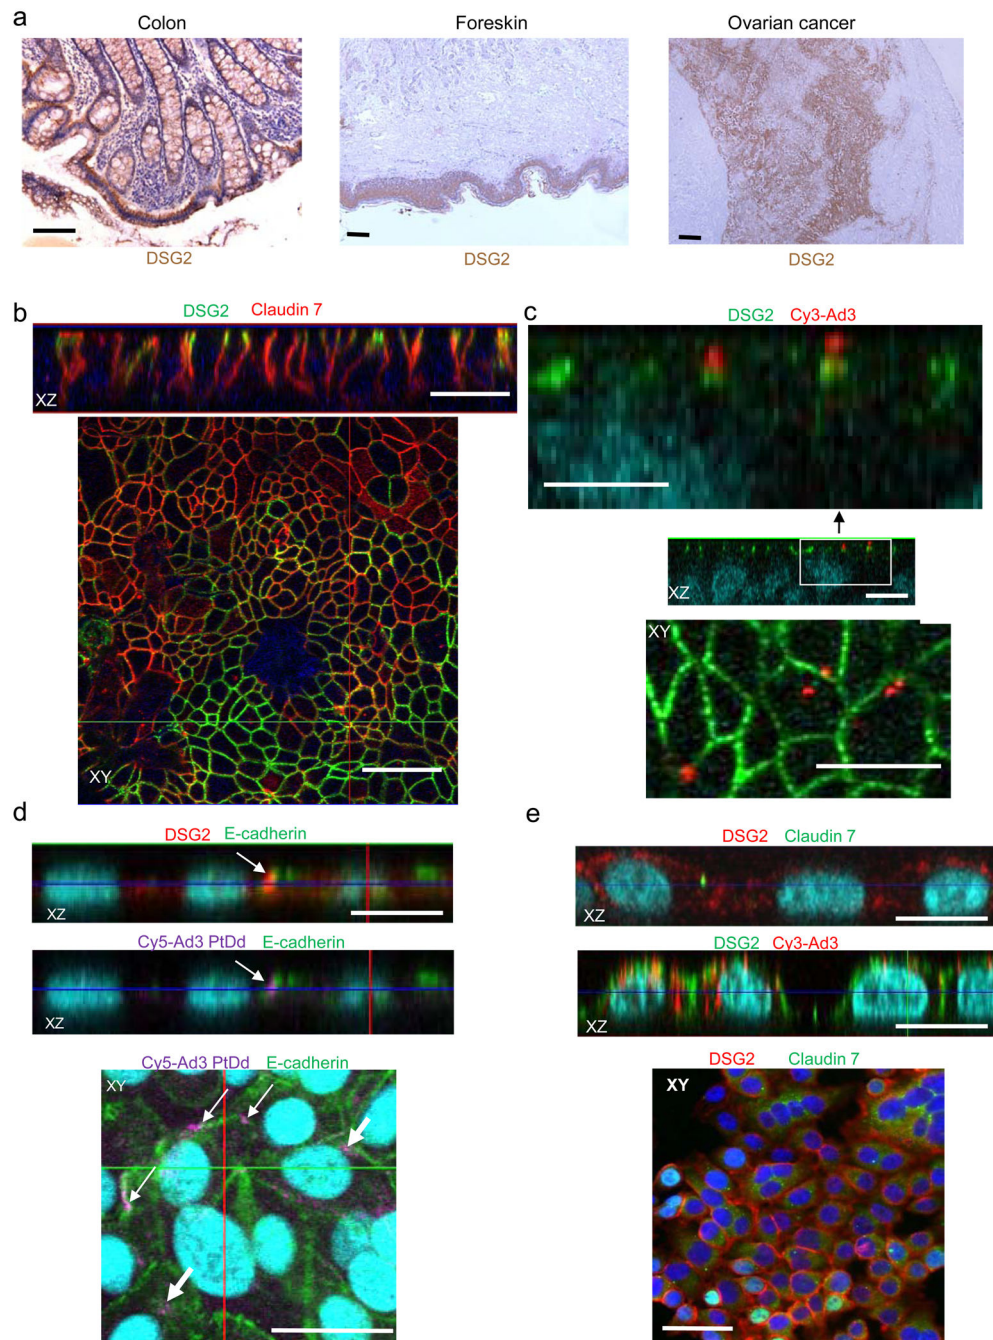 a
Colon Foreskin Ovarian cancer
DSG2 DSG2 DSG2
b
DSG2 Claudin 7
XZ
XY
c
DSG2 Cy3-Ad3
XZ
XY
d
DSG2 E-cadherin
XZ
Cy5-Ad3 PtDd E-cadherin
XZ
Cy5-Ad3 PtDd E-cadherin
XY
e
DSG2 Claudin 7
XZ
DSG2 Cy3-Ad3
XZ
DSG2 Claudin 7
XY